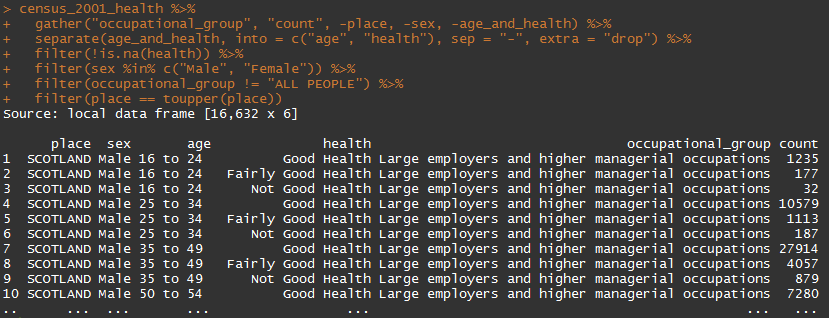 > census_2001_health %>%
+   gather("occupational_group", "count", -place, -sex, -age_and_health) %>%
+   separate(age_and_health, into = c("age", "health"), sep = "-", extra = "drop") %>%
+   filter(!is.na(health)) %>%
+   filter(sex %in% c("Male", "Female")) %>%
+   filter(occupational_group != "ALL PEOPLE") %>%
+   filter(place == toupper(place))
Source: local data frame [16,632 x 6]
place sex age health occupational_group count
1 SCOTLAND Male 16 to 24 Good Health Large employers and higher managerial occupations 1235
2 SCOTLAND Male 16 to 24 Fairly Good Health Large employers and higher managerial occupations 177
3 SCOTLAND Male 16 to 24 Not Good Health Large employers and higher managerial occupations 32
4 SCOTLAND Male 25 to 34 Good Health Large employers and higher managerial occupations 10579
5 SCOTLAND Male 25 to 34 Fairly Good Health Large employers and higher managerial occupations 1113
6 SCOTLAND Male 25 to 34 Not Good Health Large employers and higher managerial occupations 187
7 SCOTLAND Male 35 to 49 Good Health Large employers and higher managerial occupations 27914
8 SCOTLAND Male 35 to 49 Fairly Good Health Large employers and higher managerial occupations 4057
9 SCOTLAND Male 35 to 49 Not Good Health Large employers and higher managerial occupations 879
10 SCOTLAND Male 50 to 54 Good Health Large employers and higher managerial occupations 7280
.. ... ... ... ... ... ...